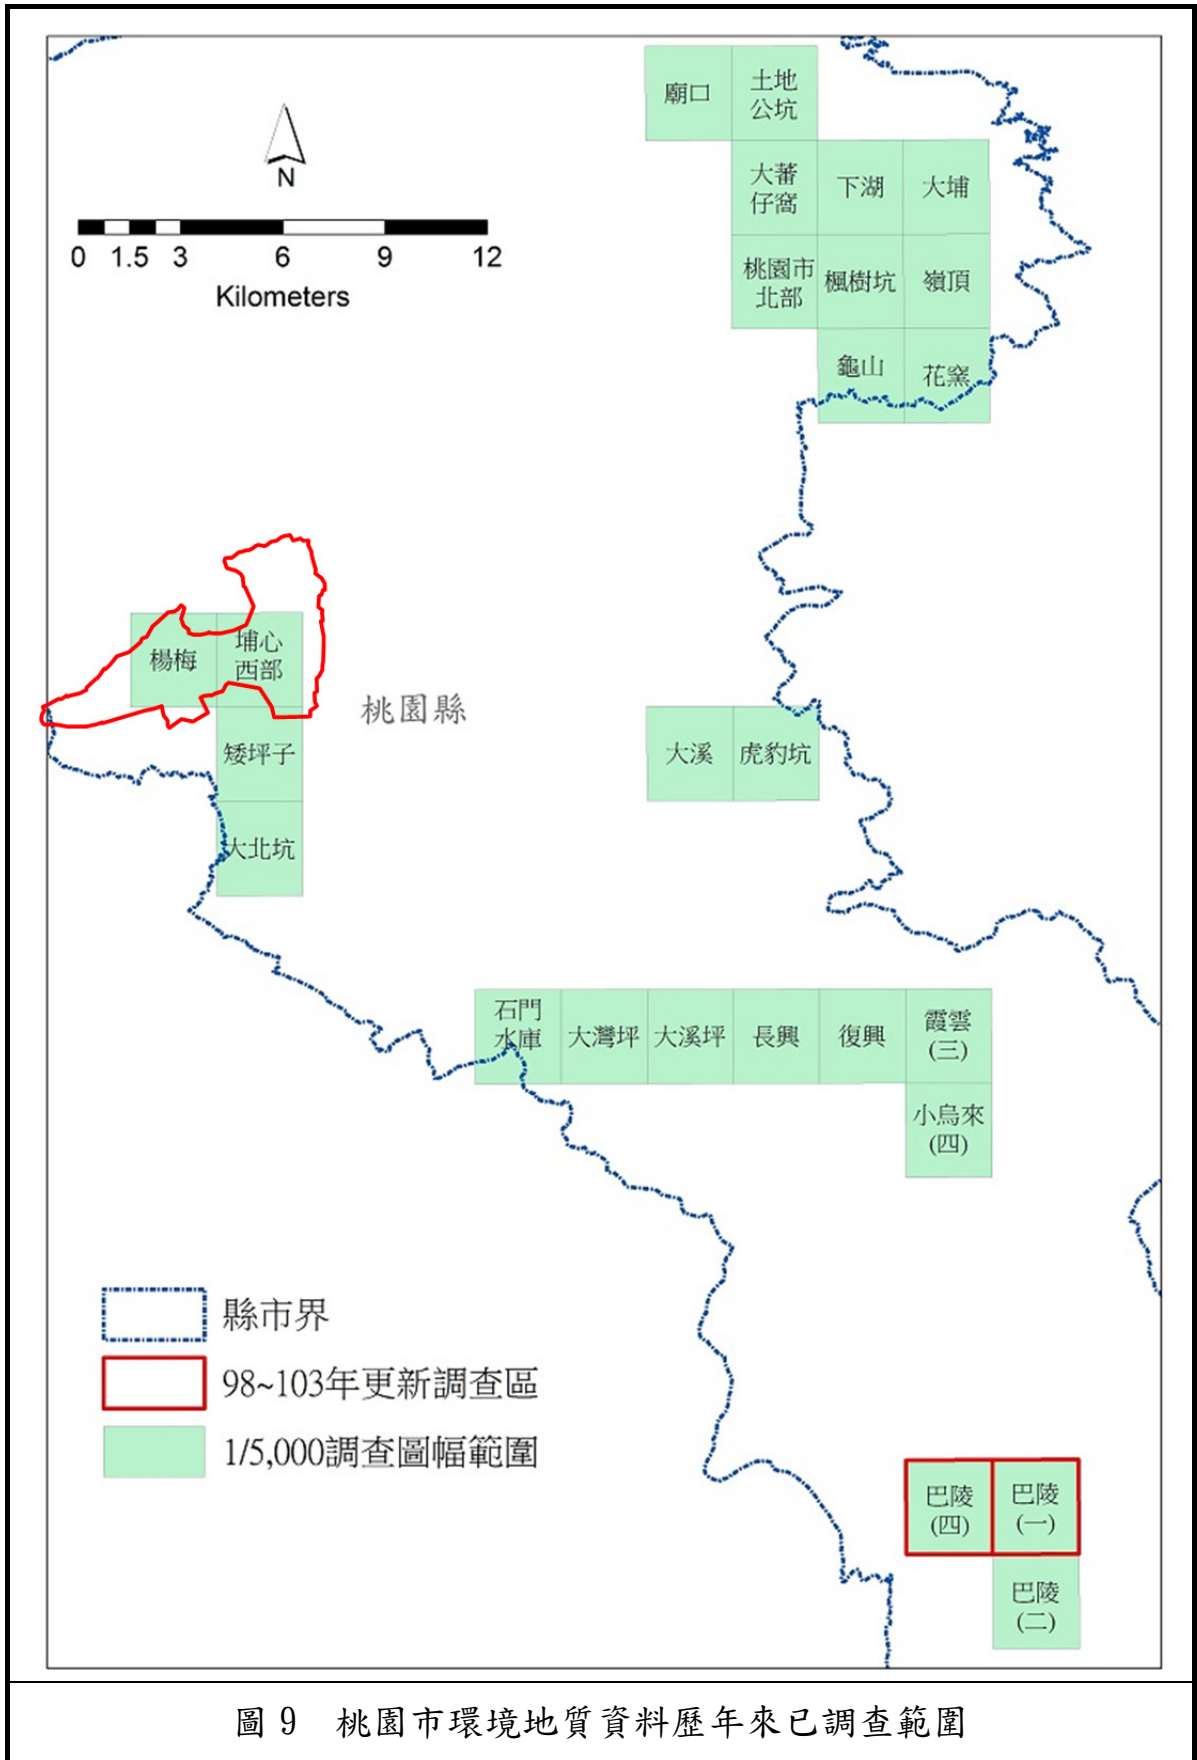 廟口
土地
公坑
大蕃
仔窩
下湖
大埔
N
0 1.5 3 6 9 12
Kilometers
桃園市
北部
楓樹坑
嶺頂
龜山
花窯
楊梅
埔心
西部
桃園縣
矮坪子
大北坑
大溪
虎豹坑
石門
水庫
大灣坪
大溪坪
長興
復興
霞雲
(三)
小烏來
(四)
縣市界
98~103年更新調查區
1/5,000調查圖幅範圍
巴陵
(四)
巴陵
(一)
巴陵
(二)
圖 9 桃園市環境地質資料歷年來已調查範圍